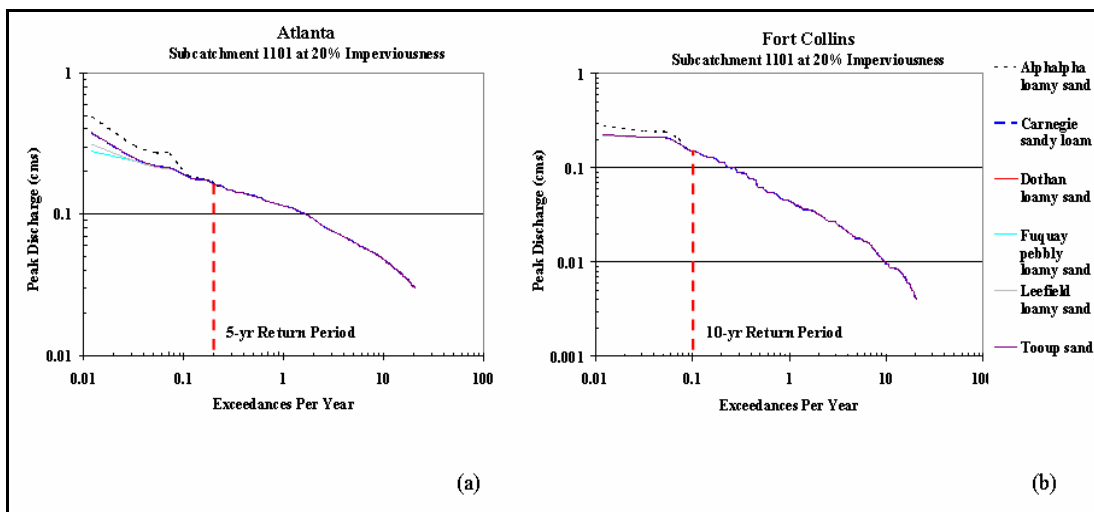 Atlanta
Subcatchment 1101 at 20% Imperviousness
Peak Discharge (cms)
1
0.1
0.01
5-yr Return Period
0.01 0.1 1 10 100
Exceedances Per Year
(a)
Fort Collins
Subcatchment 1101 at 20% Imperviousness
Peak Discharge (cms)
1
0.1
0.01
0.001
10-yr Return Period
0.01 0.1 1 10 100
Exceedances Per Year
(b)
Alphalpha
loamy sand
Carnegie
sandy loam
Dothan
loamy sand
Fuquay
pebbly
loamy sand
Leefield
loamy sand
Tooup sand